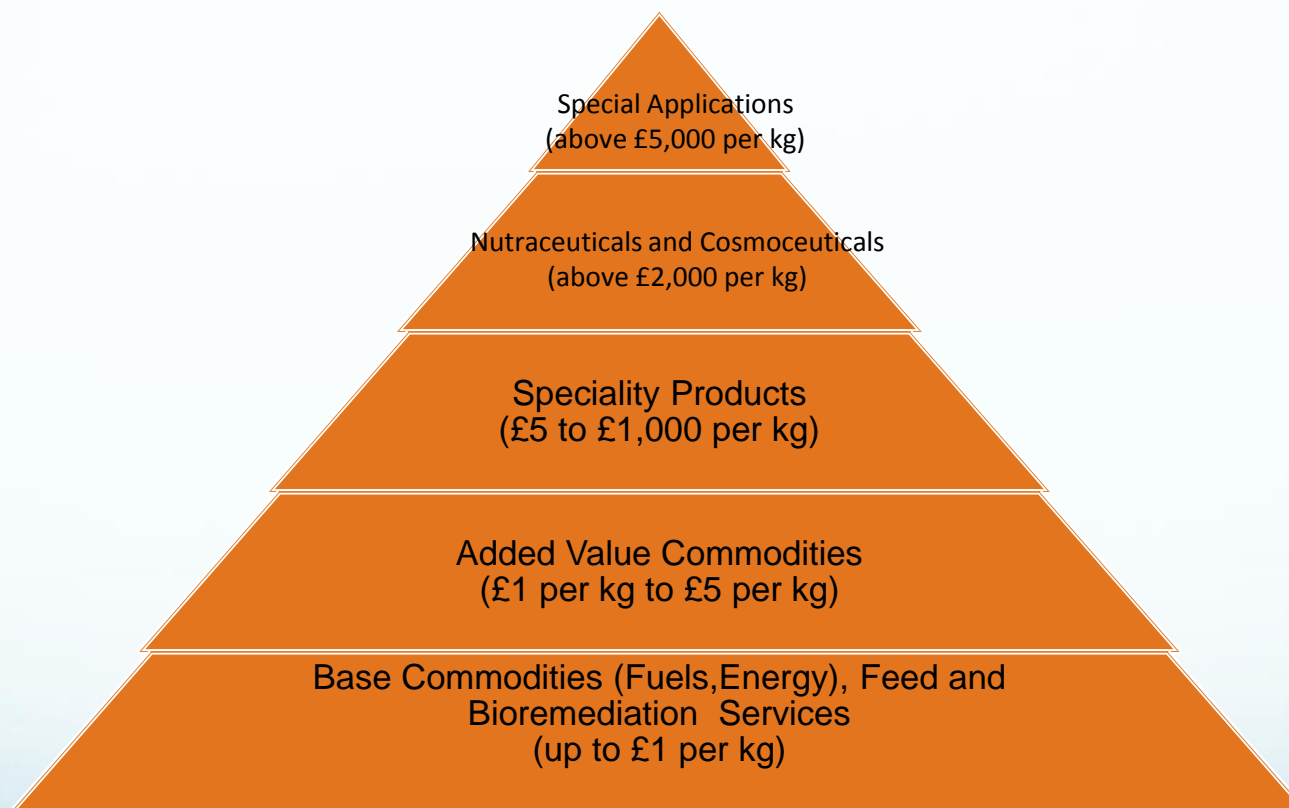 Special Applications
(above £5,000 per kg)
Nutraceuticals and Cosmoceuticals
(above £2,000 per kg)
Speciality Products
(£5 to £1,000 per kg)
Added Value Commodities
(£1 per kg to £5 per kg)
Base Commodities (Fuels,Energy), Feed and
Bioremediation  Services
(up to £1 per kg)